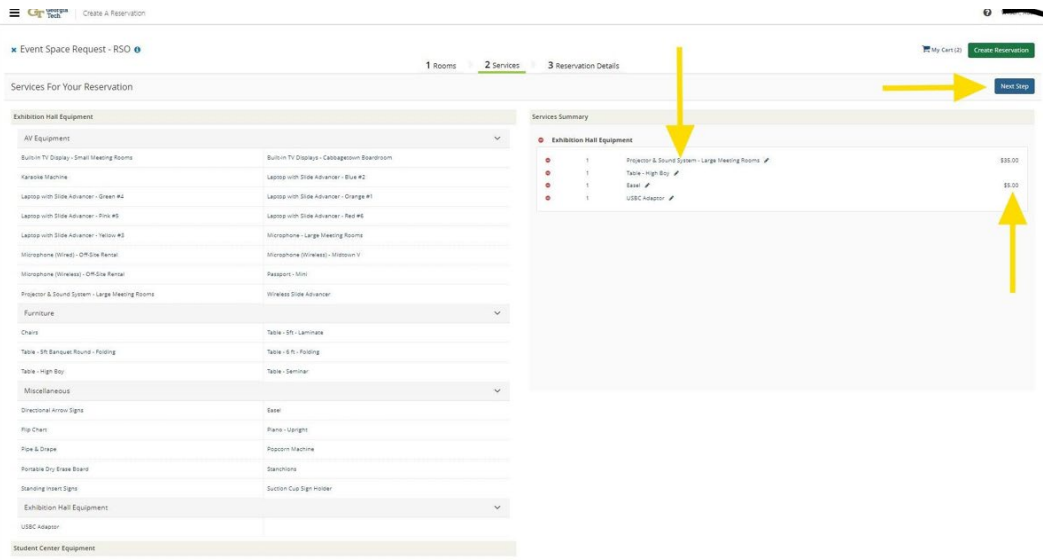 Georgia Tech Create A Reservation
Event Space Request - RSO
My Cart (2) Create Reservation
1 Rooms 2 Services 3 Reservation Details
Services For Your Reservation Next Step
Exhibition Hall Equipment
AV Equipment
Built-in TV Display - Small Meeting Rooms Built-in TV Displays - Cabbagetown Boardroom
Karaoke Machine Laptop with Slide Advancer - Blue #2
Laptop with Slide Advancer - Green #4 Laptop with Slide Advancer - Orange #1
Laptop with Slide Advancer - Pink #5 Laptop with Slide Advancer - Red #6
Laptop with Slide Advancer - Yellow #3 Microphone - Large Meeting Rooms
Microphone (Wired) - Off-Site Rental Microphone (Wireless) - Midtown V
Microphone (Wireless) - Off-Site Rental Passport - Mini
Projector & Sound System - Large Meeting Rooms Wireless Slide Advancer
Furniture
Chairs Table - 5ft - Laminate
Table - 5ft Banquet Round - Folding Table - 6 ft - Folding
Table - High Boy Table - Seminar
Miscellaneous
Directional Arrow Signs Easel
Flip Chart Piano - Upright
Pipe & Drape Popcorn Machine
Portable Dry Erase Board Stanchions
Standing Insert Signs Suction Cup Sign Holder
Exhibition Hall Equipment
USBC Adaptor
Student Center Equipment
Services Summary
Exhibition Hall Equipment
1 Projector & Sound System - Large Meeting Rooms $35.00
1 Table - High Boy
1 Easel $5.00
1 USBC Adaptor